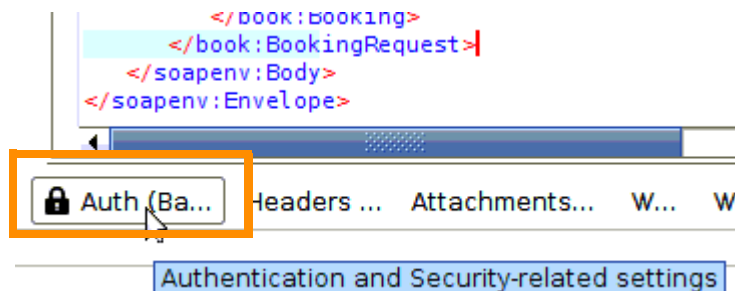 </book:Booking>
</book:BookingRequest>
</soapenv:Body>
</soapenv:Envelope>
Auth (Ba... Headers ... Attachments... W... W
Authentication and Security-related settings